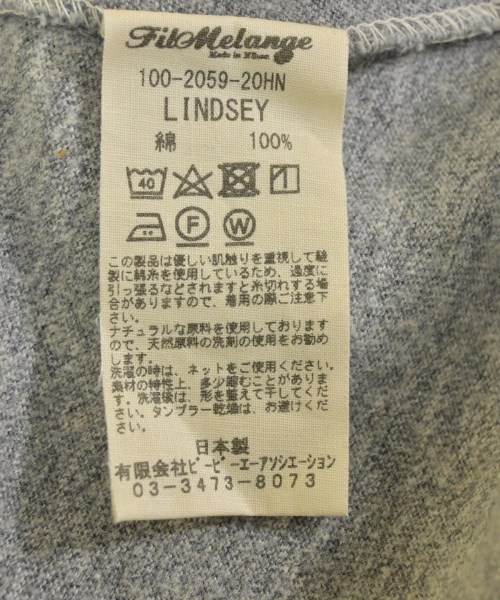 FilMelange
Made in Nihon
100-2059-20HN
LINDSEY
綿 100%
40
F W
この製品は優しい肌触りを重視して縫
製に綿糸を使用しているため、過度に
引っ張るなどされますと糸切れする場
合がありますので、着用の際ご注意下
さい。
ナチュラルな原料を使用しております
ので、天然原料の洗剤の使用をお勧め
します。
洗濯の時は、ネットをご使用ください。
素材の特性上、多少縮むことがありま
す。洗濯後は、形を整えて干してくだ
さい。タンブラー乾燥は、お避けくだ
さい。
日本製
有限会社ビーピーエーアソシエーション
03-3473-8073